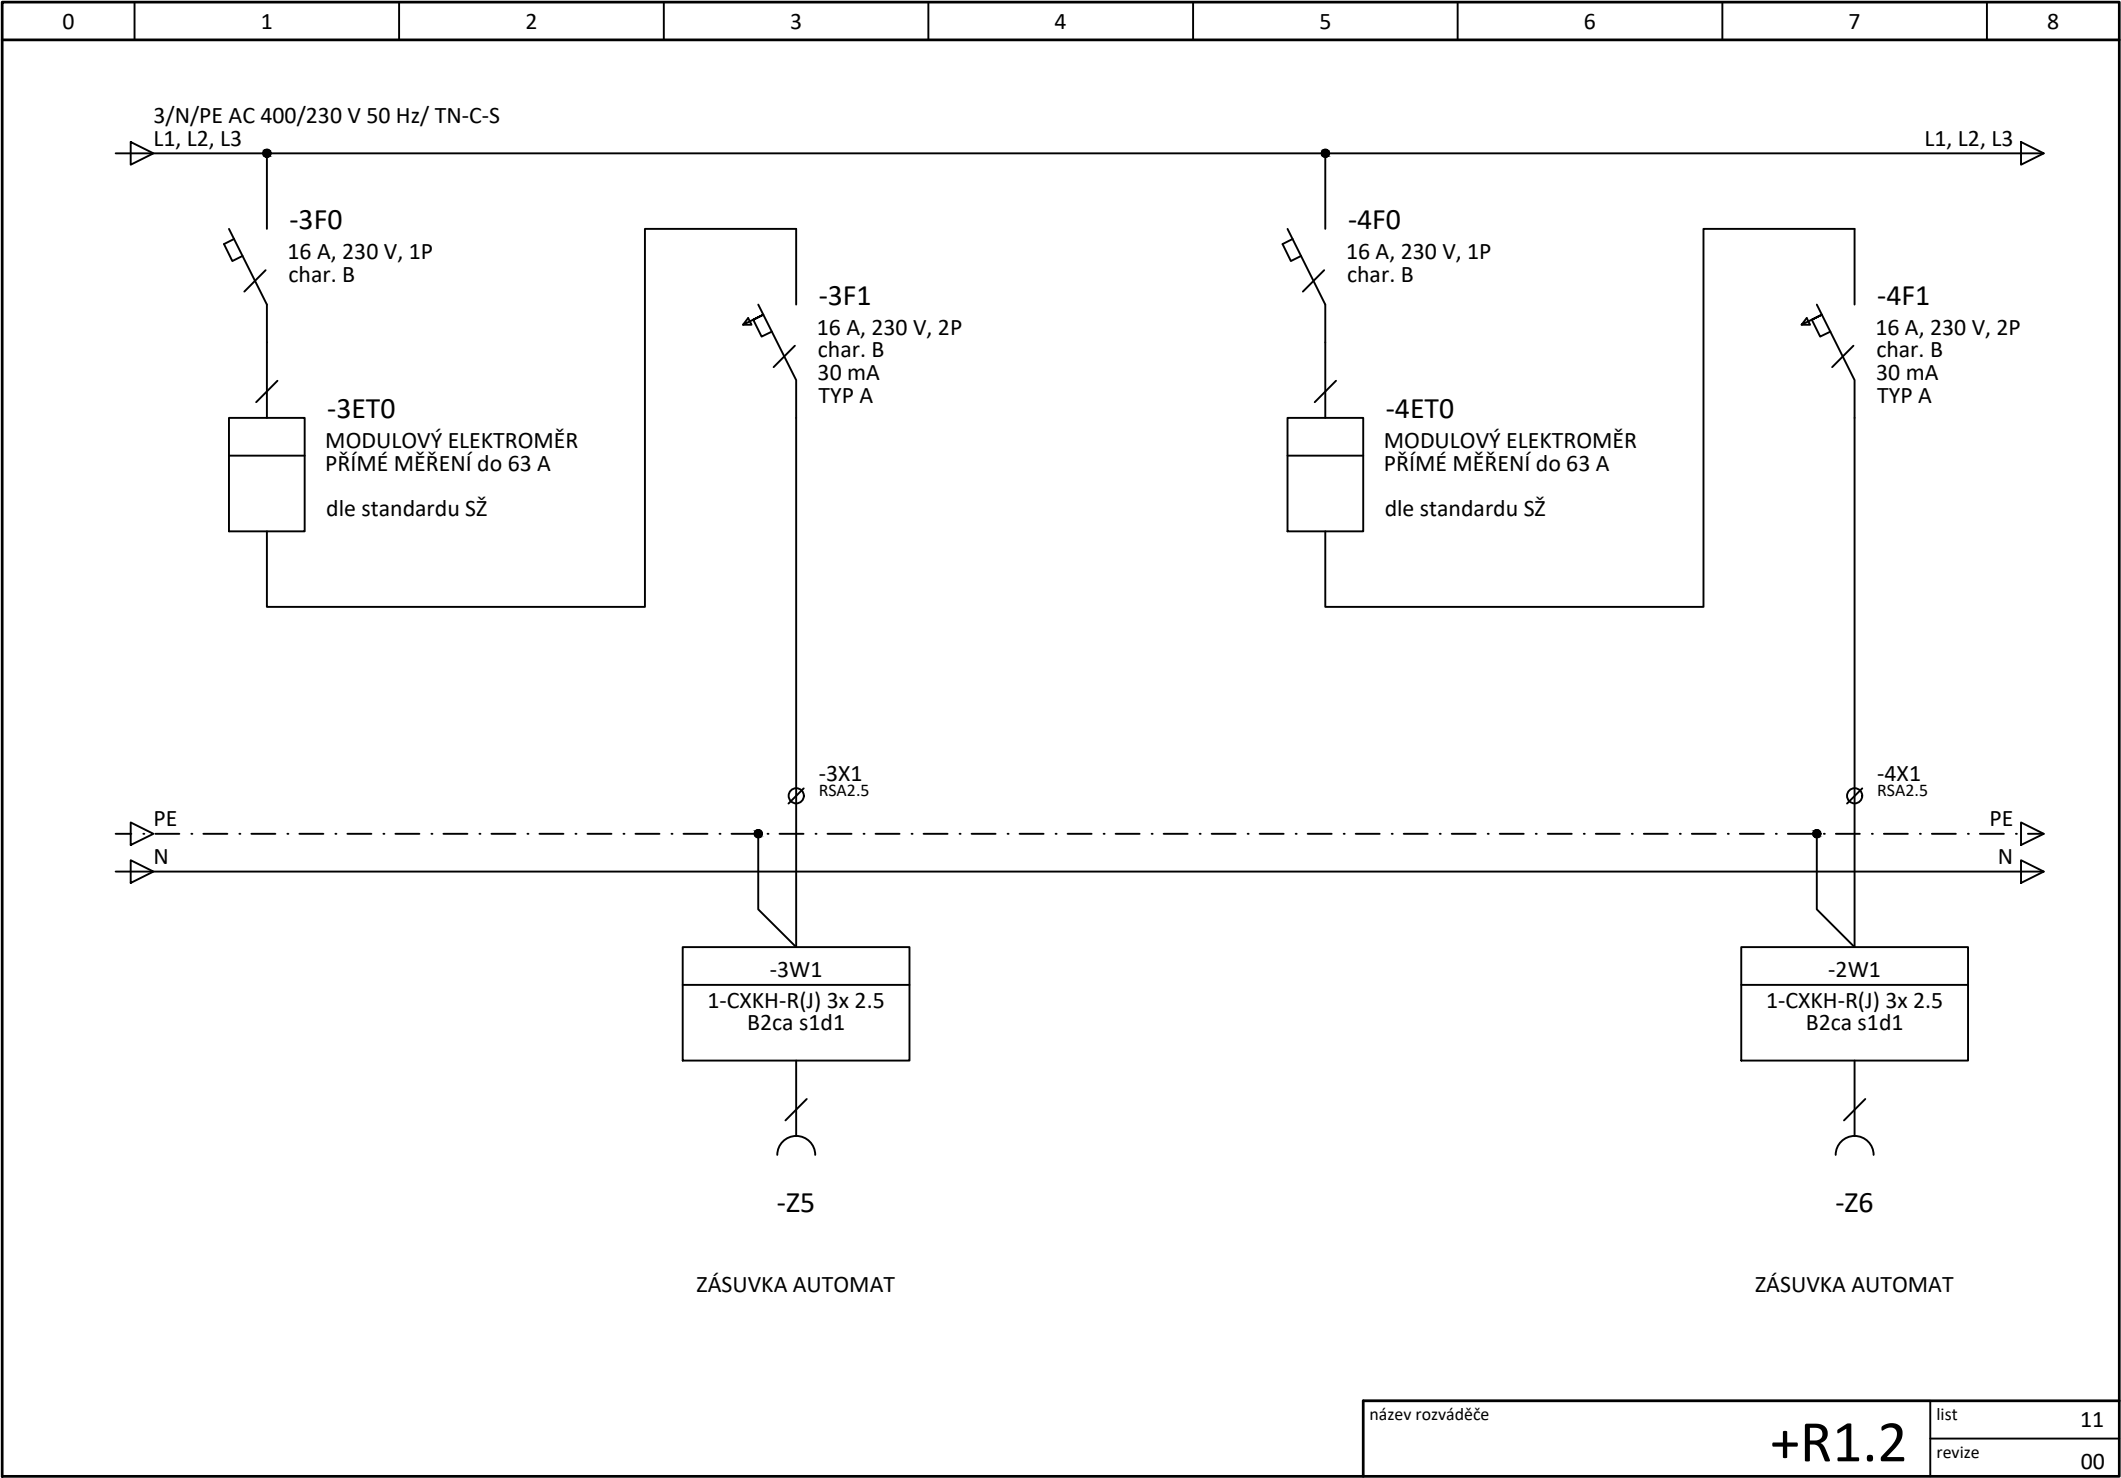 0 1 2 3 4 5 6 7 8
3/N/PE AC 400/230 V 50 Hz/ TN-C-S
L1, L2, L3
L1, L2, L3
-3F0
16 A, 230 V, 1P
char. B
-3F1
16 A, 230 V, 2P
char. B
30 mA
TYP A
-3ET0
MODULOVÝ ELEKTROMĚR
PŘÍMÉ MĚŘENÍ do 63 A
dle standardu SŽ
-4F0
16 A, 230 V, 1P
char. B
-4F1
16 A, 230 V, 2P
char. B
30 mA
TYP A
-4ET0
MODULOVÝ ELEKTROMĚR
PŘÍMÉ MĚŘENÍ do 63 A
dle standardu SŽ
-3X1
RSA2.5
-4X1
RSA2.5
PE
PE
N
N
-3W1
1-CXKH-R(J) 3x 2.5
B2ca s1d1
-2W1
1-CXKH-R(J) 3x 2.5
B2ca s1d1
-Z5
-Z6
ZÁSUVKA AUTOMAT
ZÁSUVKA AUTOMAT
název rozváděče
+R1.2
list 11
revize 00